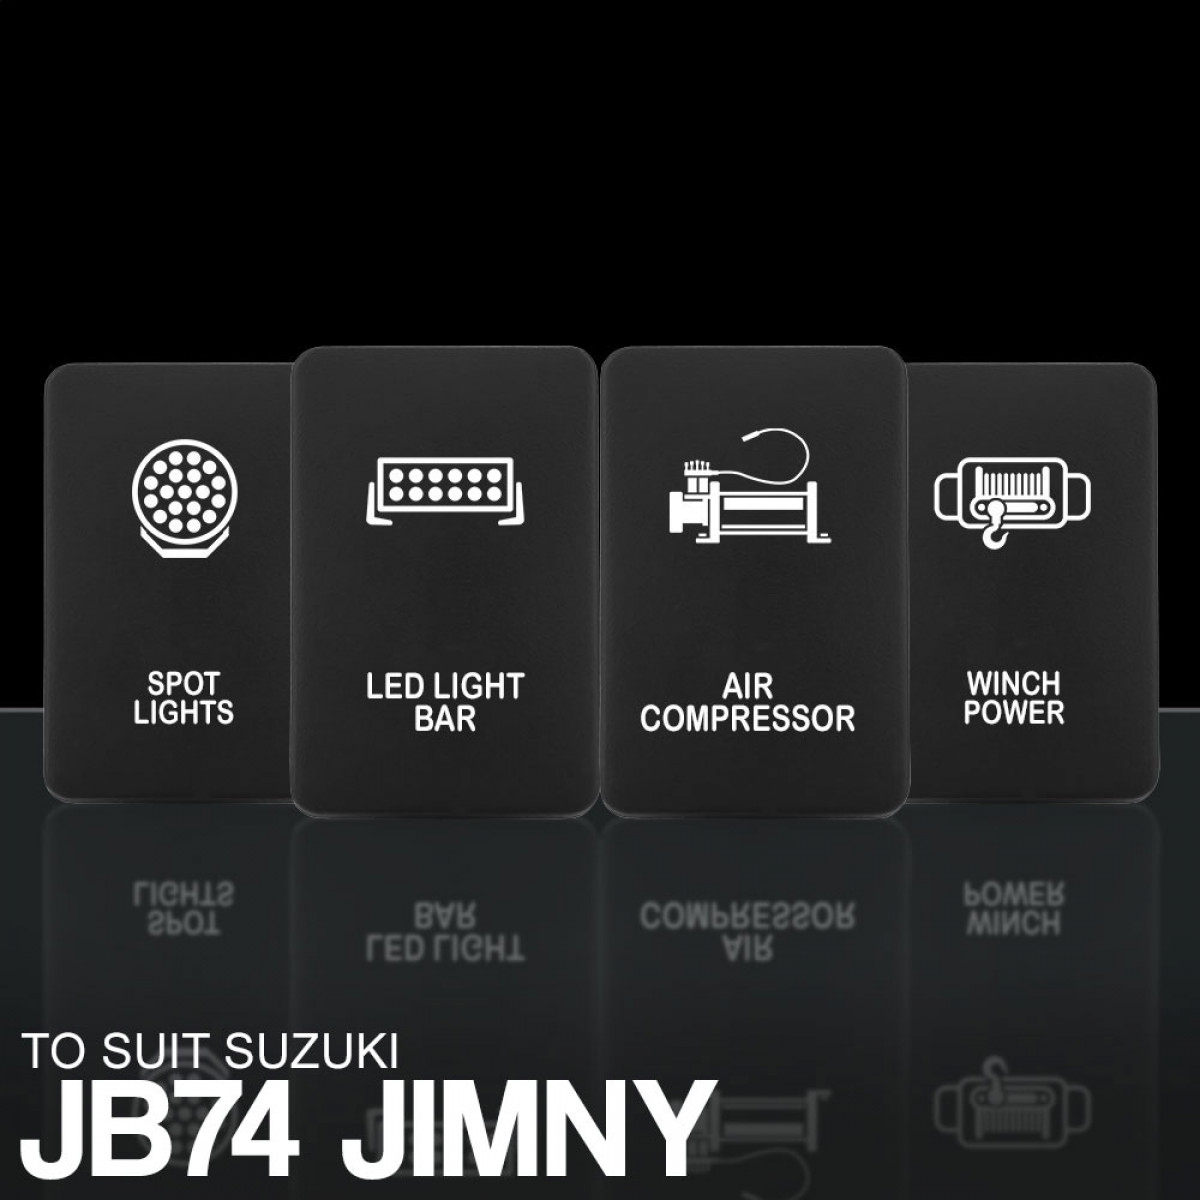 SPOT
LIGHTS
LED LIGHT
BAR
AIR
COMPRESSOR
WINCH
POWER
TO SUIT SUZUKI
JB74 JIMNY